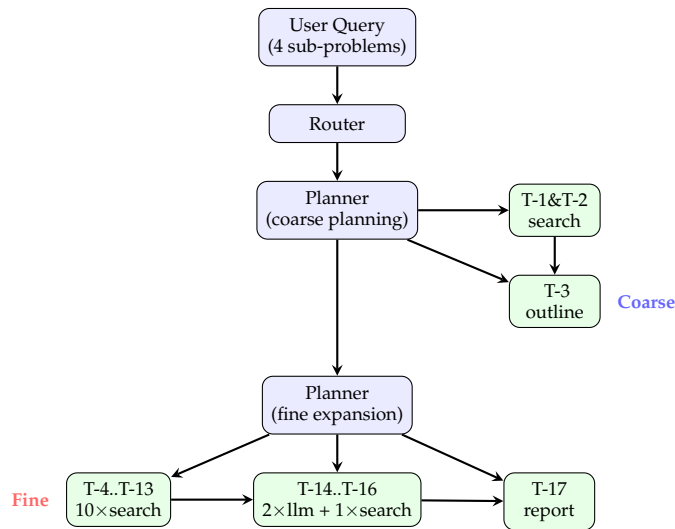 User Query
(4 sub-problems)
Router
Planner
(coarse planning)
T-1&T-2
search
T-3
outline
Coarse
Planner
(fine expansion)
Fine
T-4..T-13
10×search
T-14..T-16
2×llm + 1×search
T-17
report